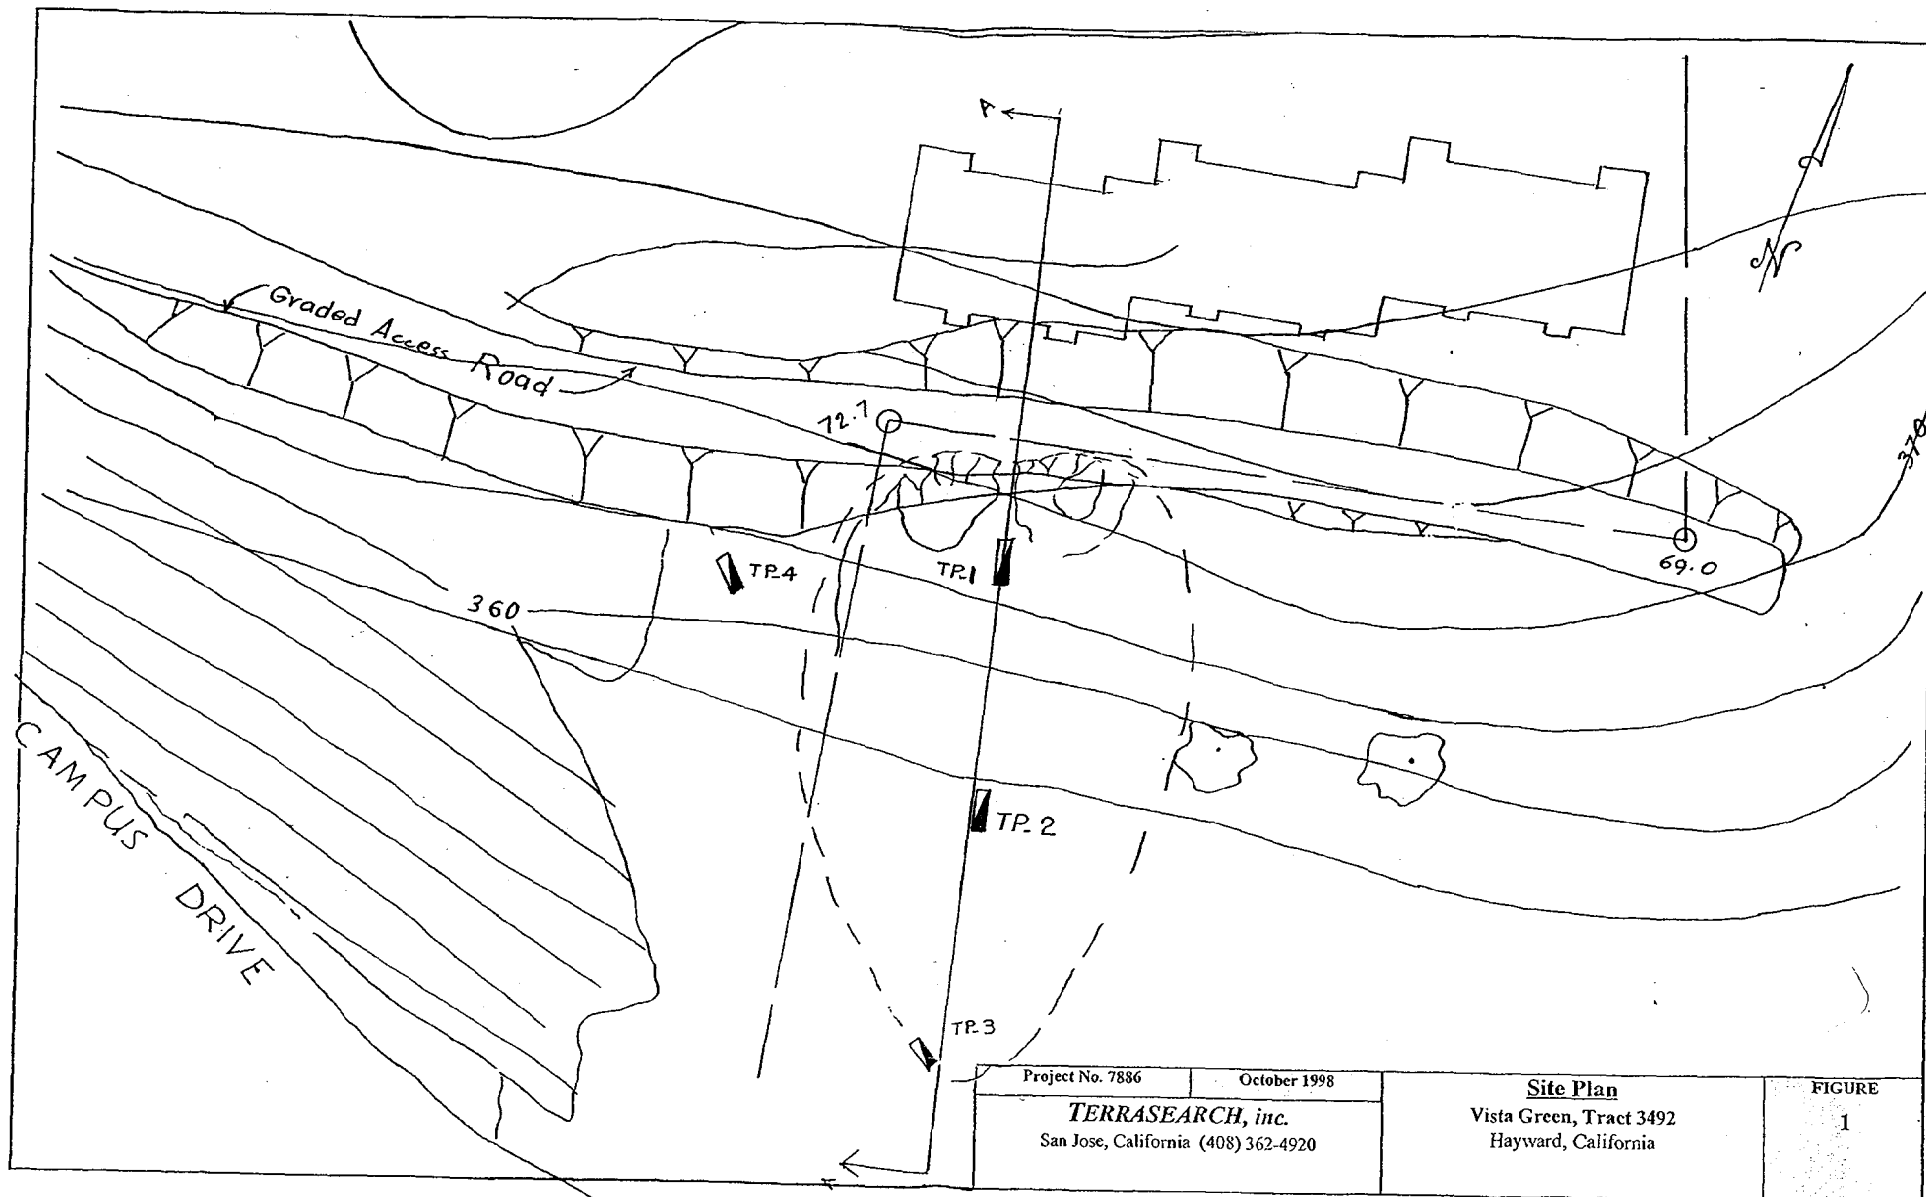 A
N
Graded Access Road
72.7
370
69.0
TP-4
TP-1
360
CAMPUS DRIVE
TP-2
TP-3
Project No. 7886
October 1998
TERRASEARCH, inc.
San Jose, California (408) 362-4920
Site Plan
Vista Green, Tract 3492
Hayward, California
FIGURE
1